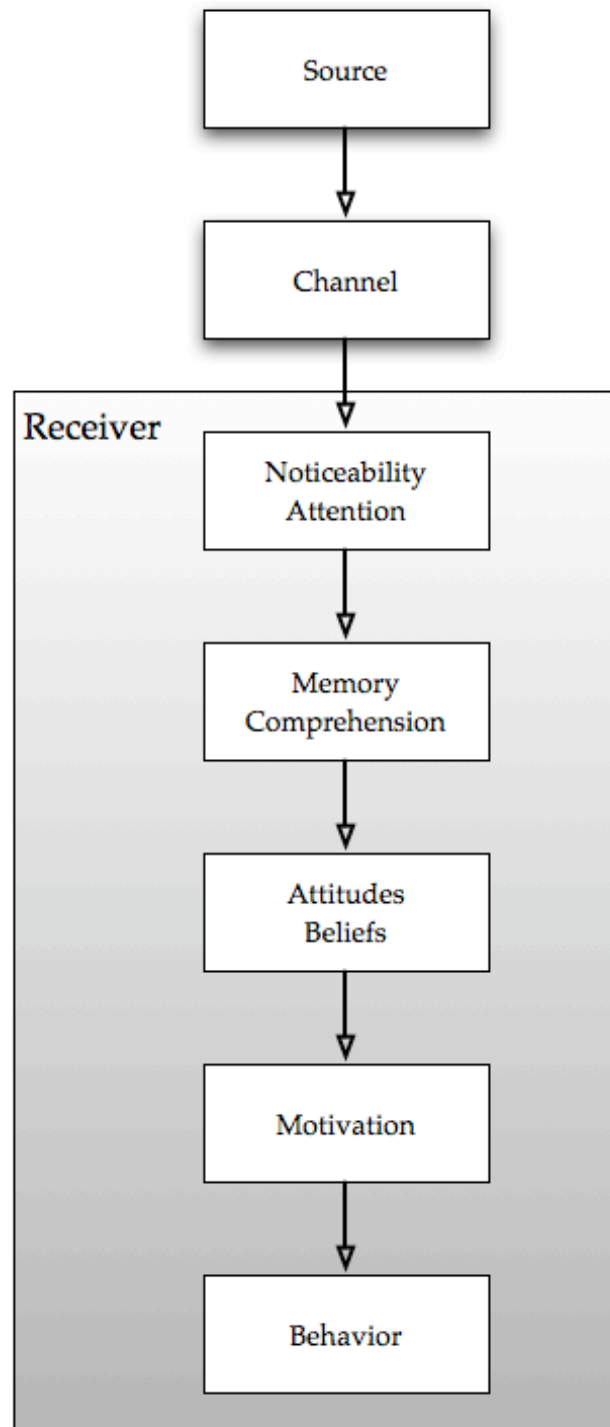 Source
Channel
Receiver
Noticeability
Attention
Memory
Comprehension
Attitudes
Beliefs
Motivation
Behavior